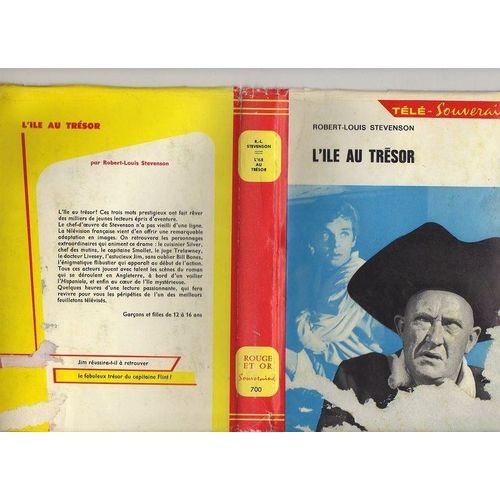 L'ILE AU TRÉSOR
par Robert-Louis Stevenson
L'Ile au trésor! Ces trois mots prestigieux ont fait rêver
des milliers de jeunes lecteurs épris d'aventure.
Le chef-d'œuvre de Stevenson n'a pas vieilli d'une ligne.
La Télévision française vient d'en offrir une remarquable
adaptation en images. On retrouvera les personnages
extraordinaires qui animent ce drame : le cuisinier Silver,
chef des mutins, le capitaine Smollet, le juge Trelawney,
le docteur Livesey, l'astucieux Jim, sans oublier Bill Bones,
l'énigmatique flibustier qui apparaît au début de l'action.
Tous ces acteurs jouent avec talent les scènes du roman
qui se déroulent en Angleterre, à bord d'un voilier
l'Hispaniola, et enfin au cœur de l'île mystérieuse.
Quelques heures d'une lecture passionnante, qui fera
revivre pour vous les péripéties de l'un des meilleurs
feuilletons télévisés.
Garçons et filles de 12 à 16 ans
Jim réussira-t-il à retrouver
le fabuleux trésor du capitaine Flint !
R.-L.
STEVENSON
L'ILE
AU
TRÉSOR
ROUGE
ET OR
Souveraine
700
TÉLÉ - Souveraine
ROBERT-LOUIS STEVENSON
L'ILE AU TRÉSOR